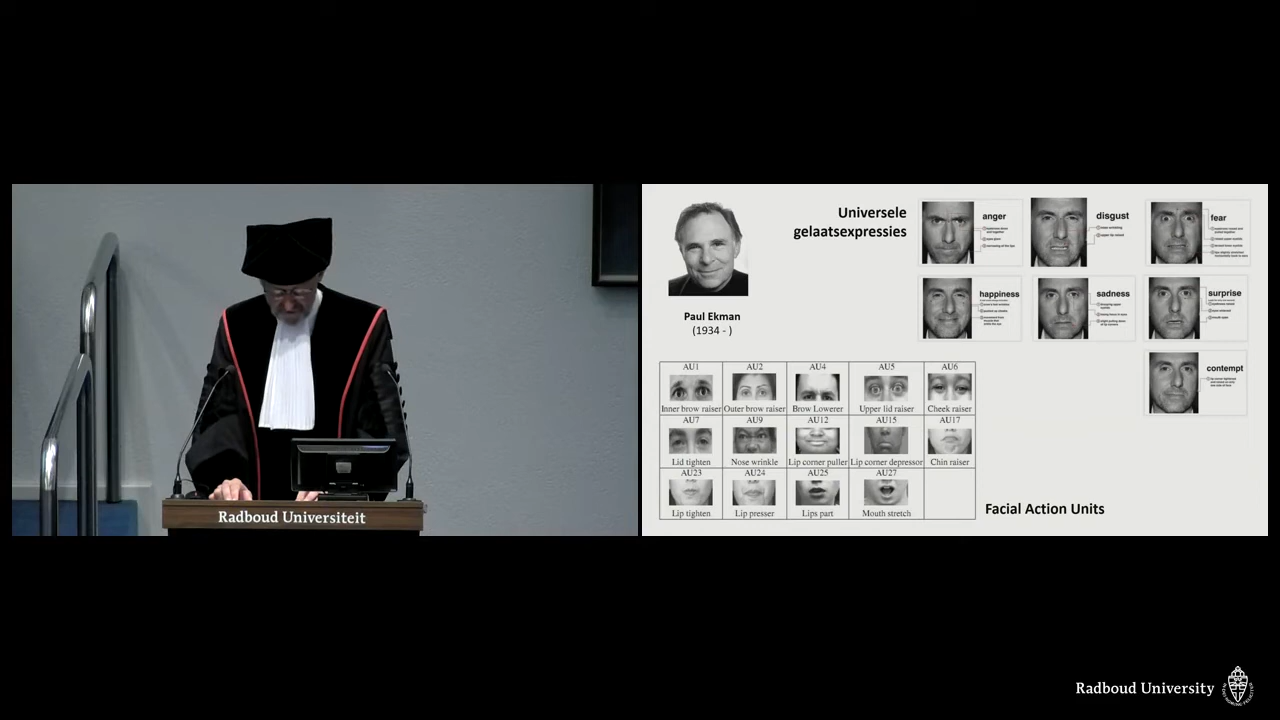 Radboud Universiteit
Universele
gelaatsexpressies
Paul Ekman
(1934 - )
anger
disgust
fear
happiness
sadness
surprise
contempt
AU1
AU2
AU4
AU5
AU6
Inner brow raiser
Outer brow raiser
Brow Lowerer
Upper lid raiser
Cheek raiser
AU7
AU9
AU12
AU15
AU17
Lid tighten
Nose wrinkle
Lip corner puller
Lip corner depressor
Chin raiser
AU23
AU24
AU25
AU27
Lip tighten
Lip presser
Lips part
Mouth stretch
Facial Action Units
Radboud University